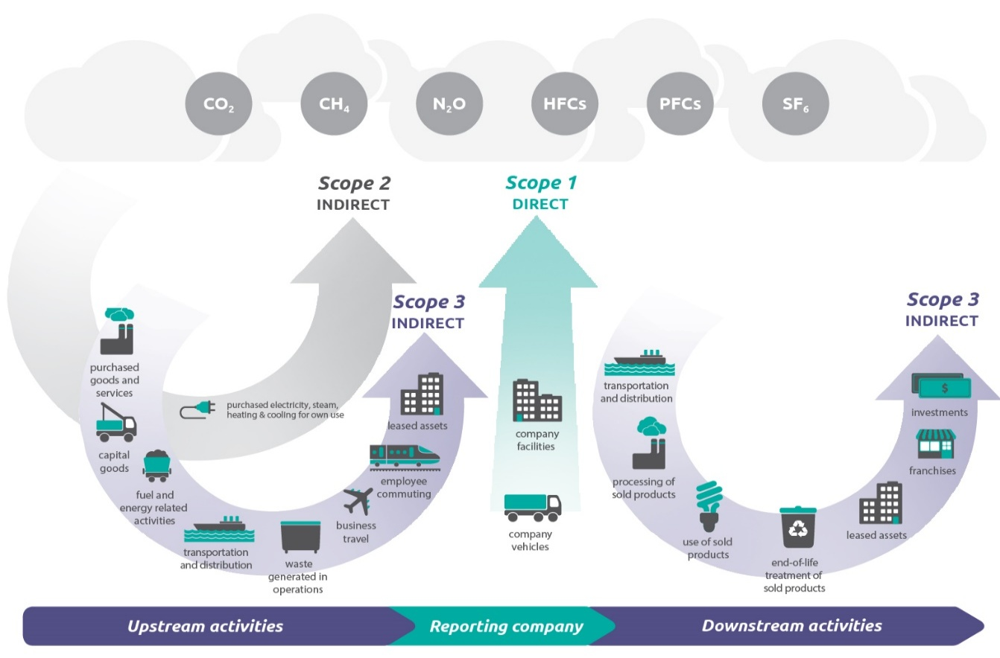 CO₂
CH₄
N₂O
HFCs
PFCs
SF₆
Scope 2
INDIRECT
Scope 1
DIRECT
Scope 3
INDIRECT
Scope 3
INDIRECT
purchased
goods and
services
capital
goods
fuel and
energy related
activities
transportation
and distribution
waste
generated in
operations
business
travel
employee
commuting
leased assets
purchased electricity, steam,
heating & cooling for own use
company
facilities
company
vehicles
transportation
and distribution
processing of
sold products
use of sold
products
end-of-life
treatment of
sold products
leased assets
franchises
$
investments
Upstream activities
Reporting company
Downstream activities